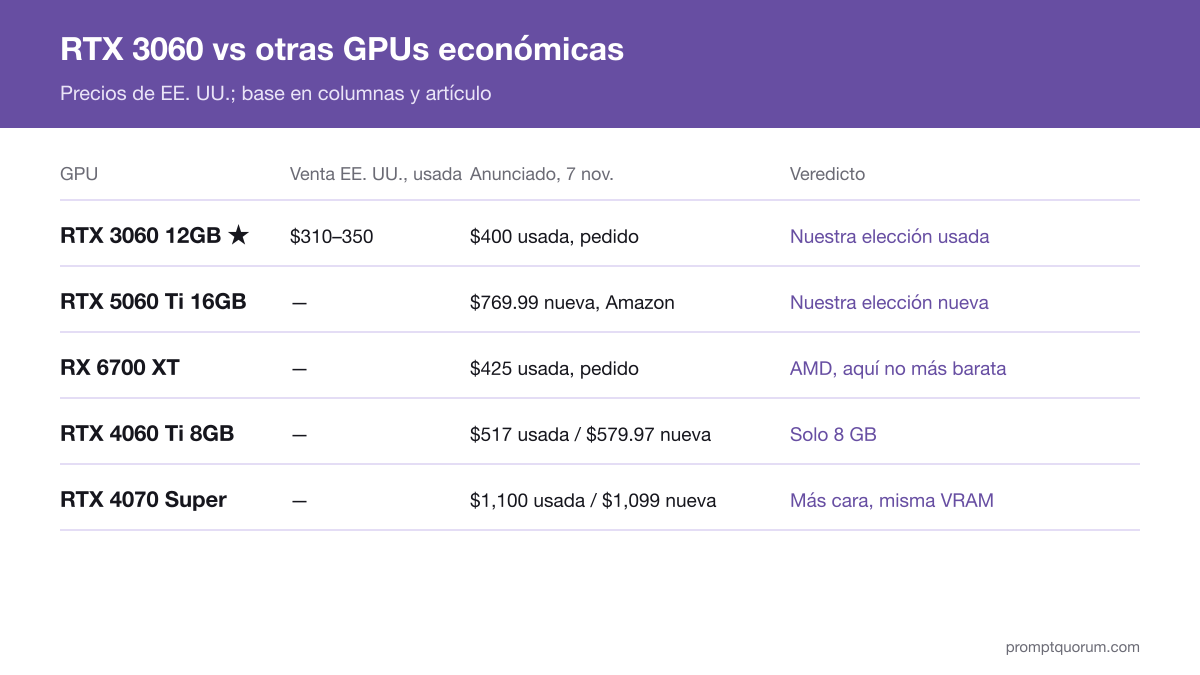 RTX 3060 vs otras GPUs económicas
Precios de EE. UU.; base en columnas y artículo
GPU Venta EE. UU., usada Anunciado, 7 nov. Veredicto
RTX 3060 12GB ★ $310–350 $400 usada, pedido Nuestra elección usada
RTX 5060 Ti 16GB — $769.99 nueva, Amazon Nuestra elección nueva
RX 6700 XT — $425 usada, pedido AMD, aquí no más barata
RTX 4060 Ti 8GB — $517 usada / $579.97 nueva Solo 8 GB
RTX 4070 Super — $1,100 usada / $1,099 nueva Más cara, misma VRAM
promptquorum.com